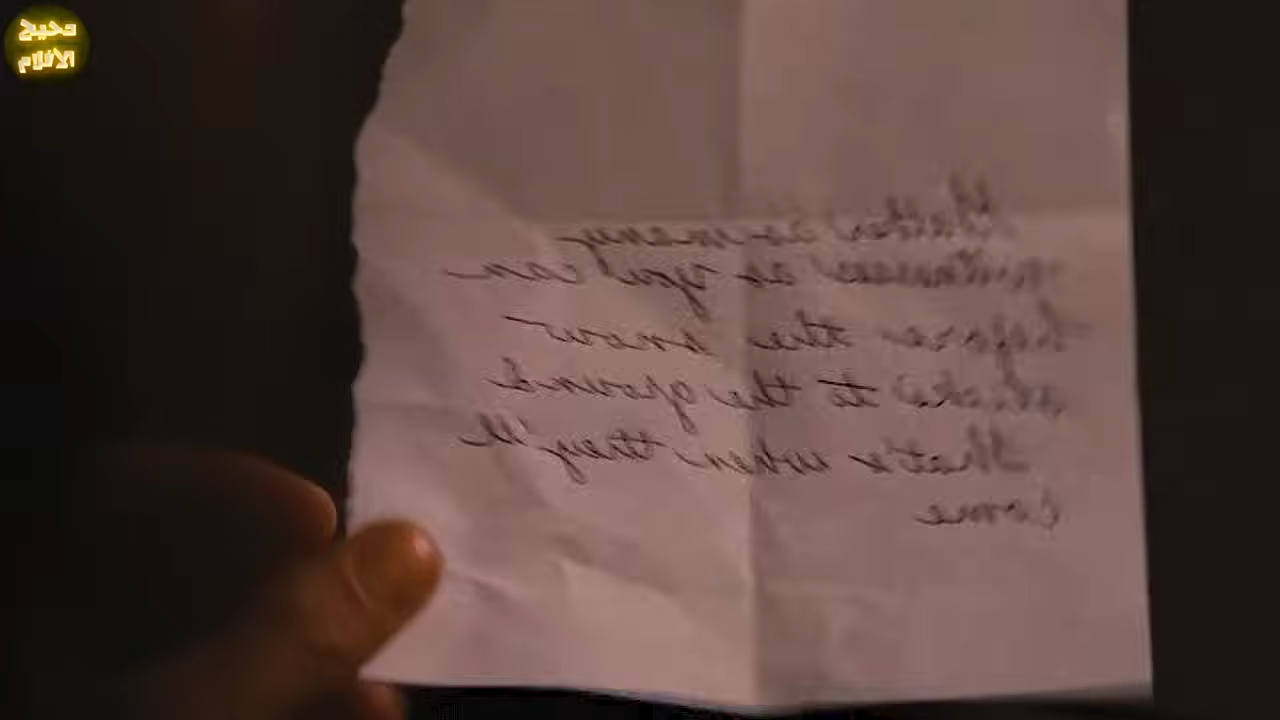 دحيح
الأفلام
Gather as many
witnesses as you can
before the snow
sticks to the ground
That's when they'll
come